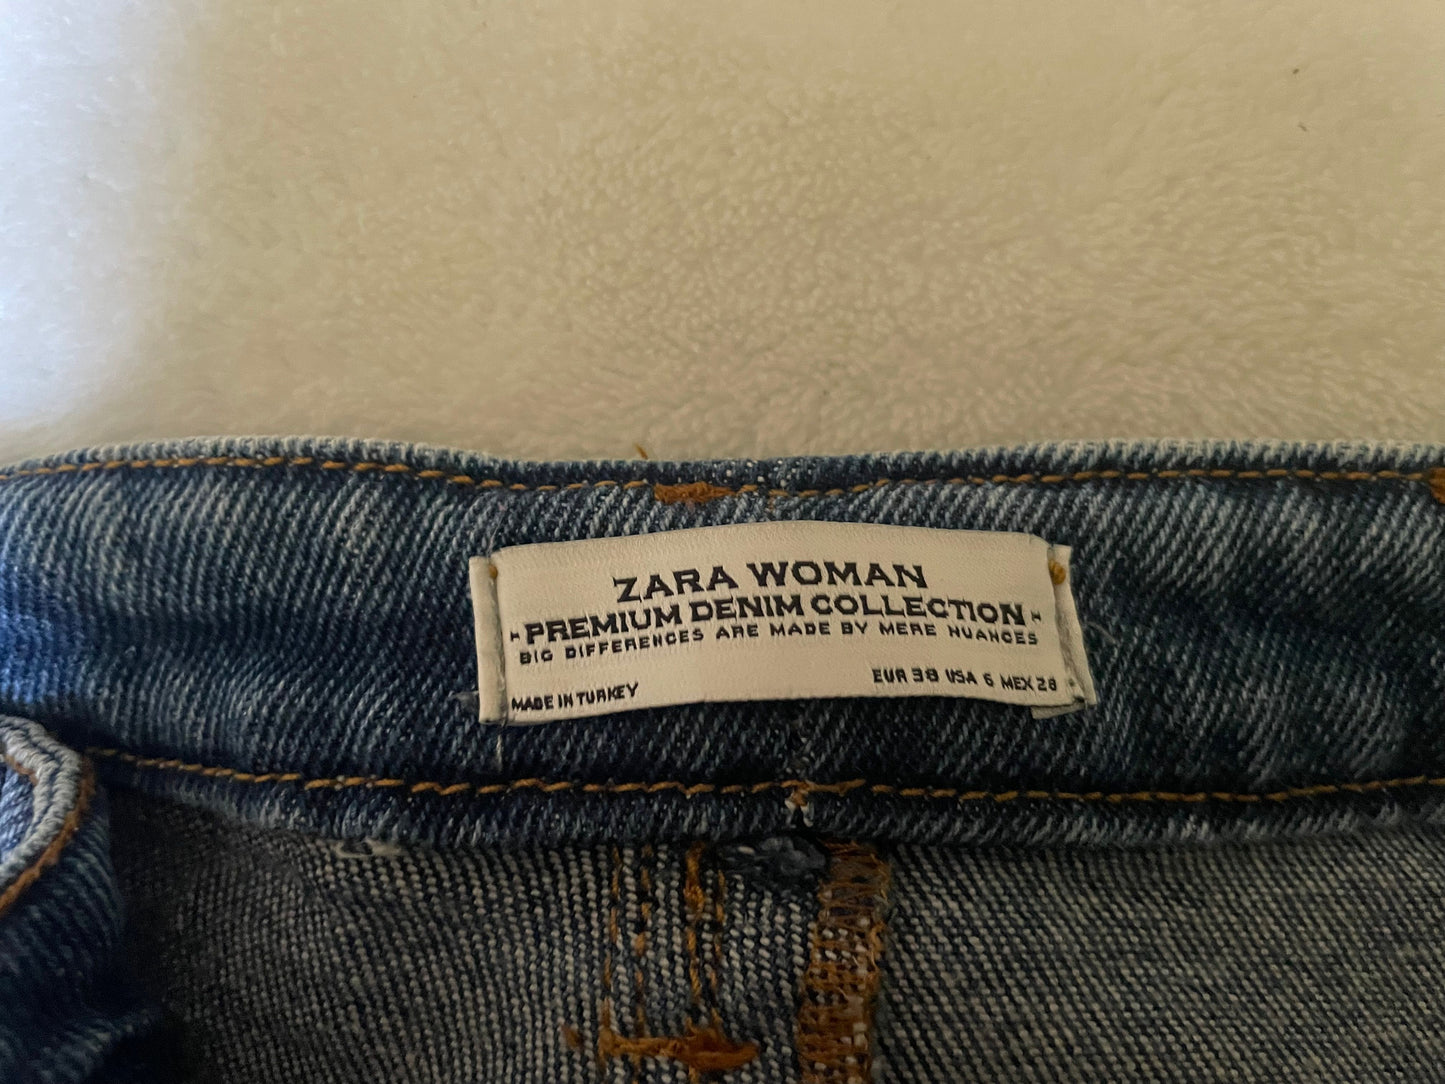 ZARA WOMAN
- PREMIUM DENIM COLLECTION -
BIG DIFFERENCES ARE MADE BY MERE NUANCES
MADE IN TURKEY
EUR 38 USA 6 MEX 28